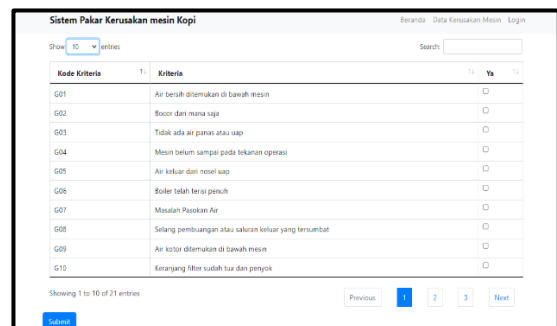 Sistem Pakar Kerusakan mesin Kopi Beranda Data Kerusakan Mesin Login
Show 10 entries Search:
Kode Kriteria Kriteria Ya
G01 Air bersih ditemukan di bawah mesin
G02 Bocor dari mana saja
G03 Tidak ada air panas atau uap
G04 Mesin belum sampai pada tekanan operasi
G05 Air keluar dari nosel uap
G06 Boiler telah terisi penuh
G07 Masalah Pasokan Air
G08 Selang pembuangan atau saluran keluar yang tersumbat
G09 Air kotor ditemukan di bawah mesin
G10 Keranjang filter sudah tua dan penyok
Showing 1 to 10 of 21 entries Previous 1 2 3 Next
Submit